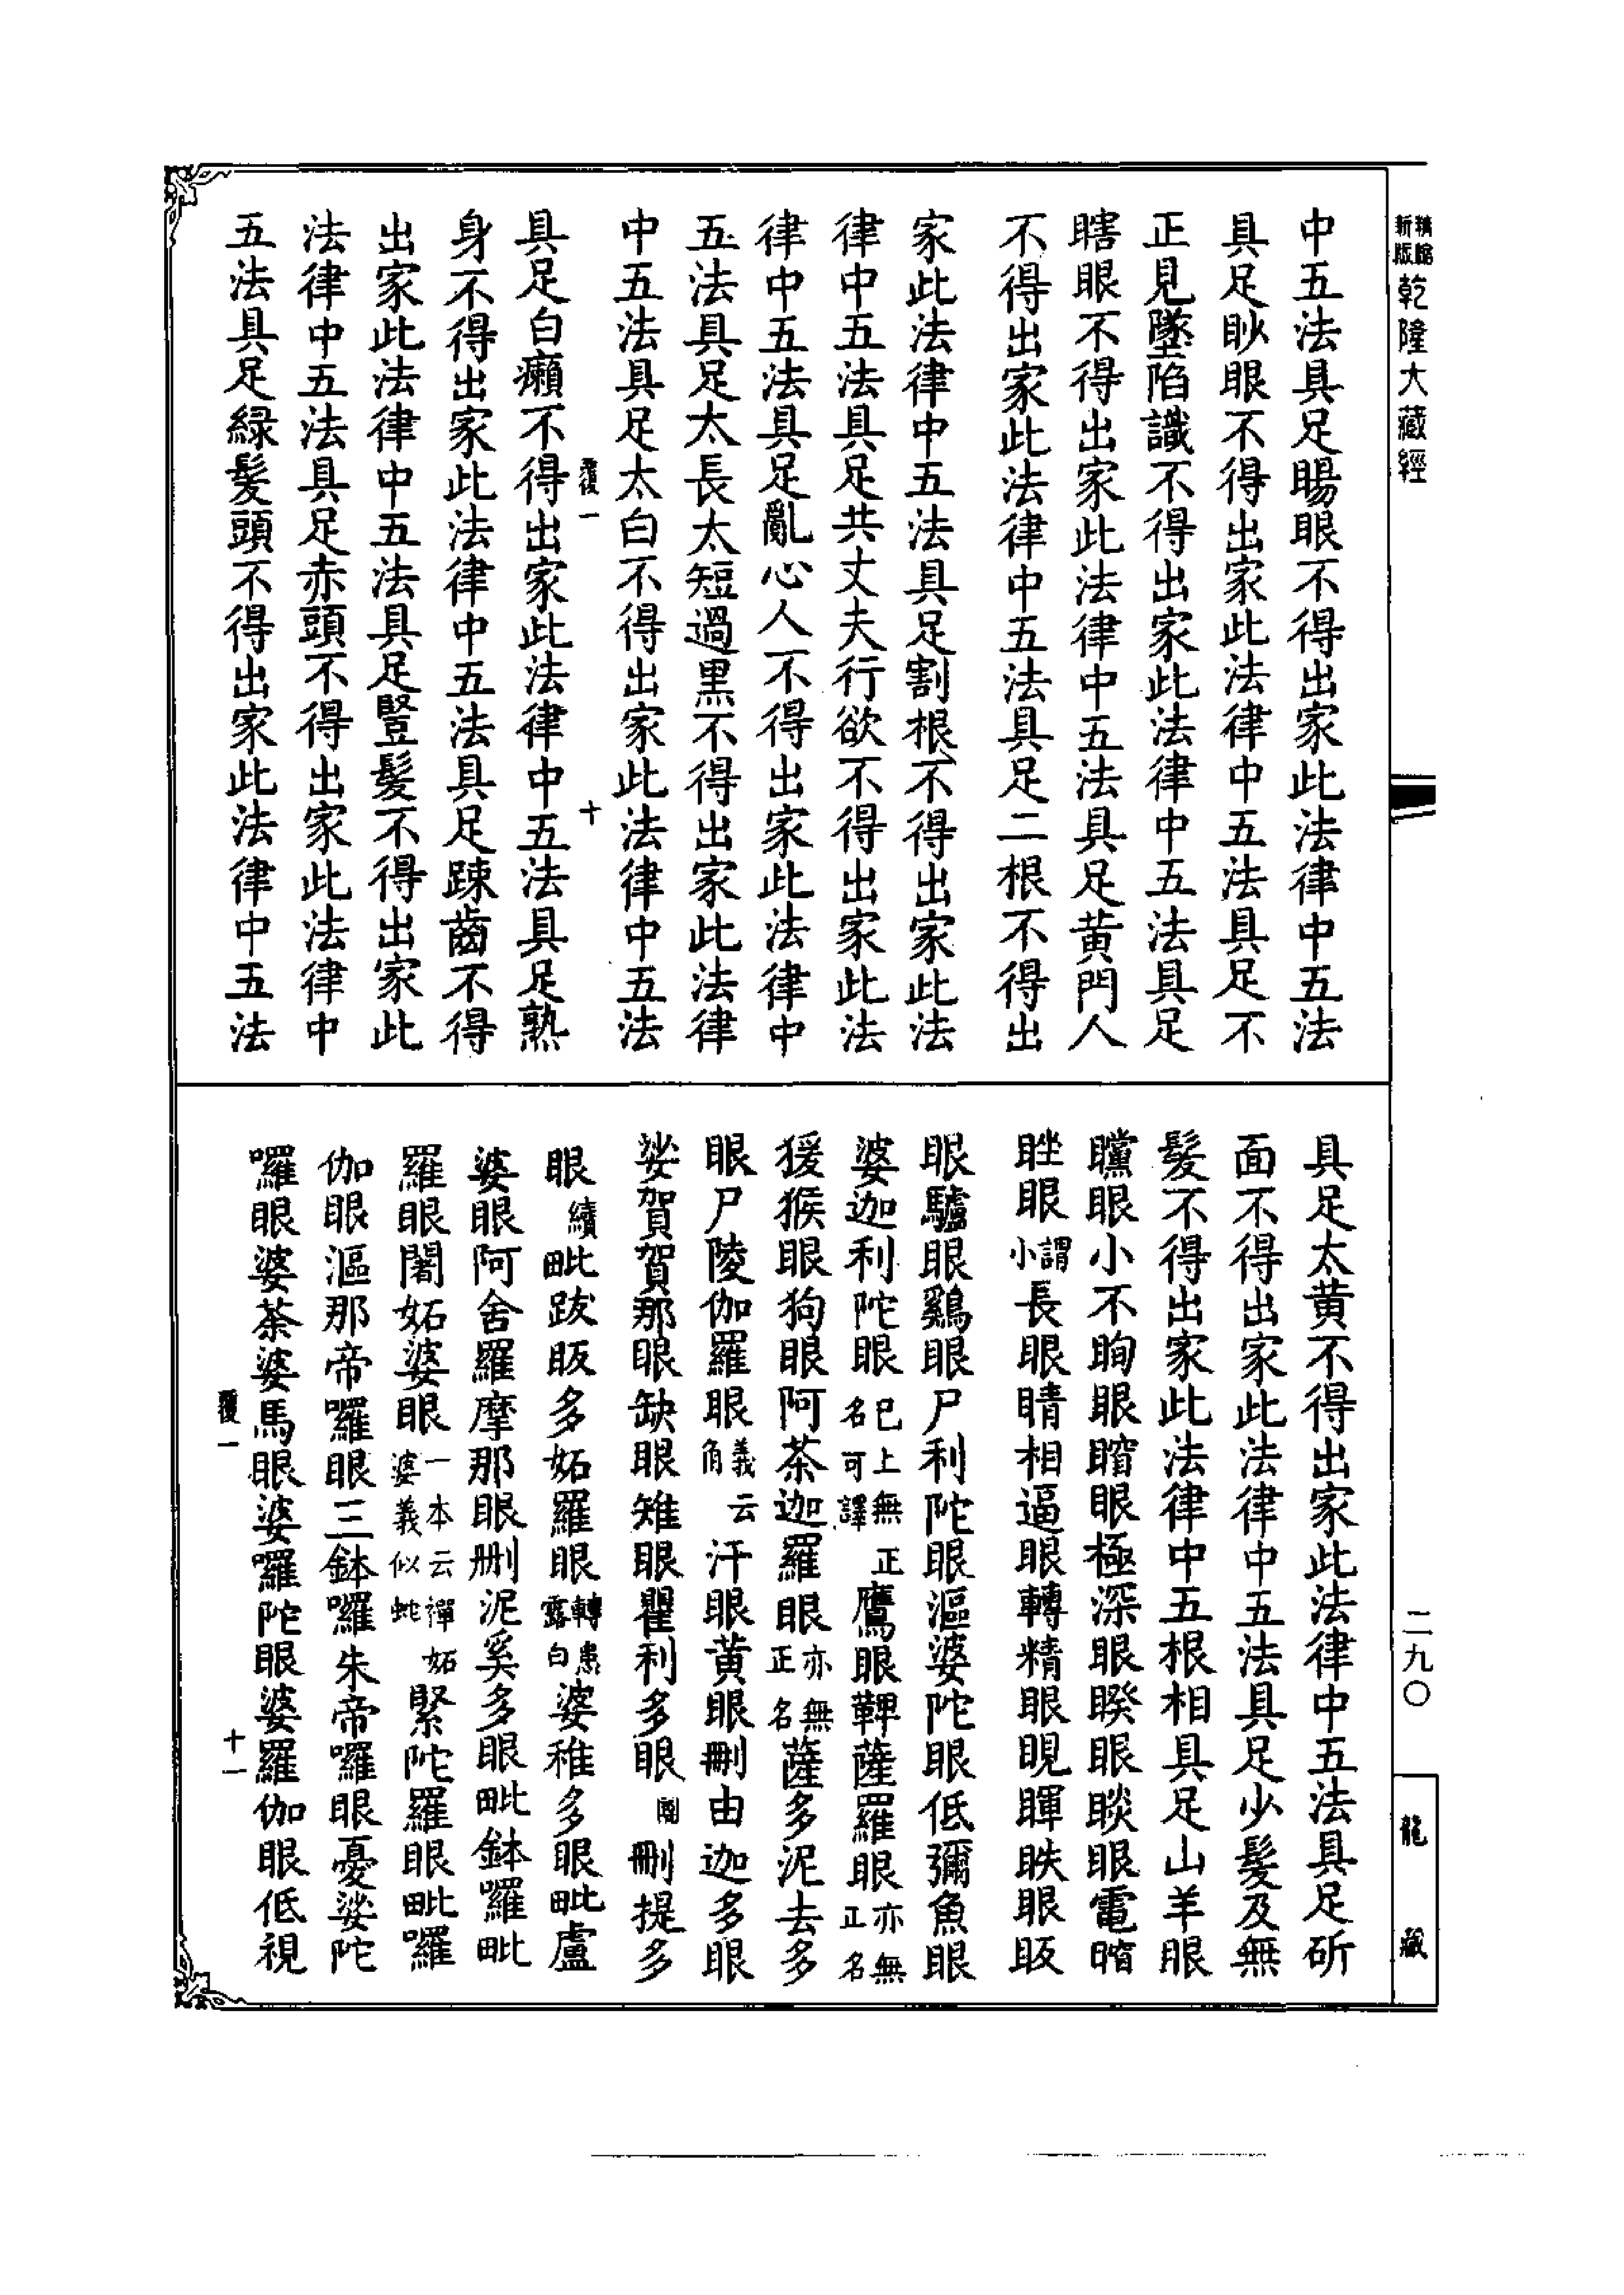 新版
精縮
乾隆大藏經
二九〇
龍藏
中五法具足瞩眼不得出家此法律中五法
具足眇眼不得出家此法律中五法具足不
正見墜陷識不得出家此法律中五法具足
瞎眼不得出家此法律中五法具足黄門人
不得出家此法律中五法具足二根不得出
家此法律中五法具足割根不得出家此法
律中五法具足共丈夫行欲不得出家此法
律中五法具足亂心人不得出家此法律中
五法具足太長太短過黒不得出家此法律
中五法具足太白不得出家此法律中五法
覆一
十
具足白癩不得出家此法律中五法具足熟
身不得出家此法律中五法具足踈齒不得
出家此法律中五法具足豎髮不得出家此
法律中五法具足赤頭不得出家此法律中
五法具足緑髮頭不得出家此法律中五法
具足太黄不得出家此法律中五法具足斫
面不得出家此法律中五法具足少髮及無
髮不得出家此法律中五根相具足山羊眼
矘眼小不眴眼瞎眼極深眼睽眼睒眼電瞎
眼謂小長眼睛相逼眼轉精眼睍睴眣眼眅
眼驢眼鷄眼尸利陀眼漚婆陀眼低彌魚眼
婆迦利陀眼已上無正名可譯鷹眼鞞薩羅眼亦無正名
猨猴眼狗眼阿茶迦羅眼亦無正名薩多泥去多
眼尸陵伽羅眼義云角汗眼黄眼刪由迦多眼
娑賀賀那眼缺眼雉眼瞿利多眼圓刪提多
眼續毗跋眅多妬羅眼轉患露白婆稚多眼毗盧
婆眼阿舍羅摩那眼刪泥奚多眼毗鉢羅毗
羅眼闍妬婆眼一本云禪妬婆義似蛇緊陀羅眼毗囉
伽眼漚那帝囉眼三鉢囉朱帝囉眼憂娑陀
囉眼婆茶婆馬眼婆囉陀眼婆羅伽眼低視
覆一
十一